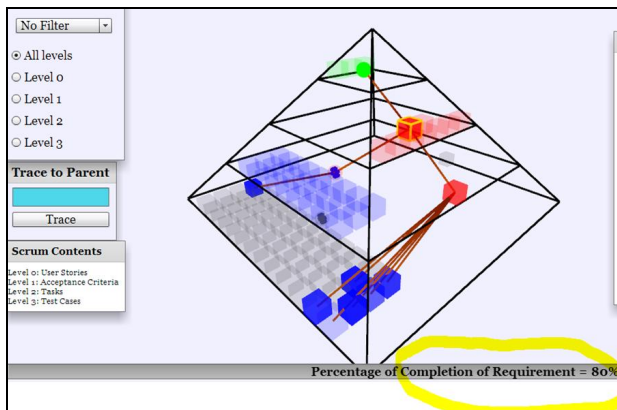 No Filter
All levels
Level 0
Level 1
Level 2
Level 3
Trace to Parent
Trace
Scrum Contents
Level 0: User Stories
Level 1: Acceptance Criteria
Level 2: Tasks
Level 3: Test Cases
Percentage of Completion of Requirement = 80%